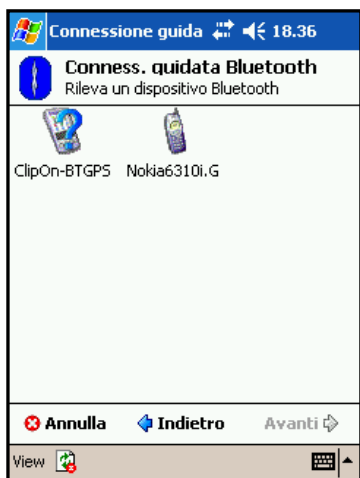 Connessione guida 18.36
Conness. guidata Bluetooth
Rileva un dispositivo Bluetooth
ClipOn-BTGPS Nokia6310i.G
Annulla Indietro Avanti
View